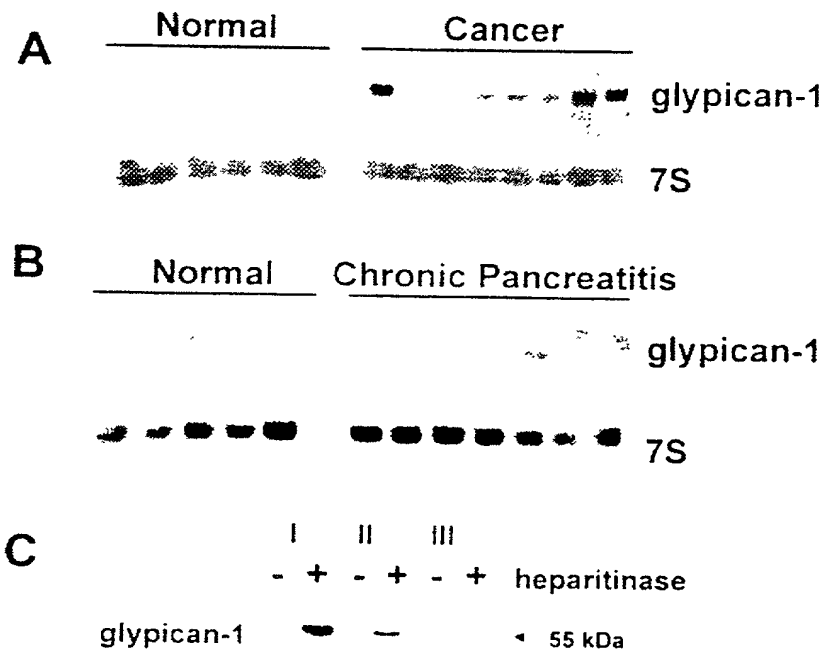 A
Normal Cancer
glypican-1
7S
B
Normal Chronic Pancreatitis
glypican-1
7S
C
I II III
- + - + - + heparitinase
glypican-1 ◄ 55 kDa